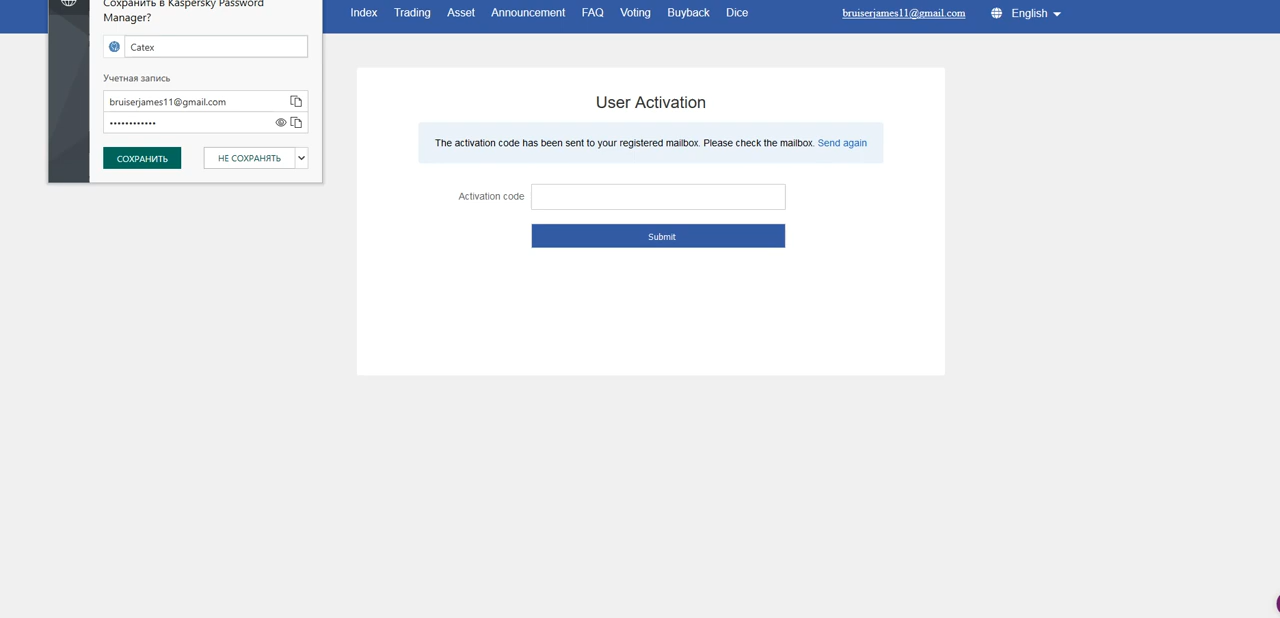 Сохранить в Kaspersky Password
Manager?
Catex
Учетная запись
bruiserjames11@gmail.com
••••••••••••
СОХРАНИТЬ НЕ СОХРАНЯТЬ
Index Trading Asset Announcement FAQ Voting Buyback Dice bruiserjames11@gmail.com English
User Activation
The activation code has been sent to your registered mailbox. Please check the mailbox. Send again
Activation code
Submit